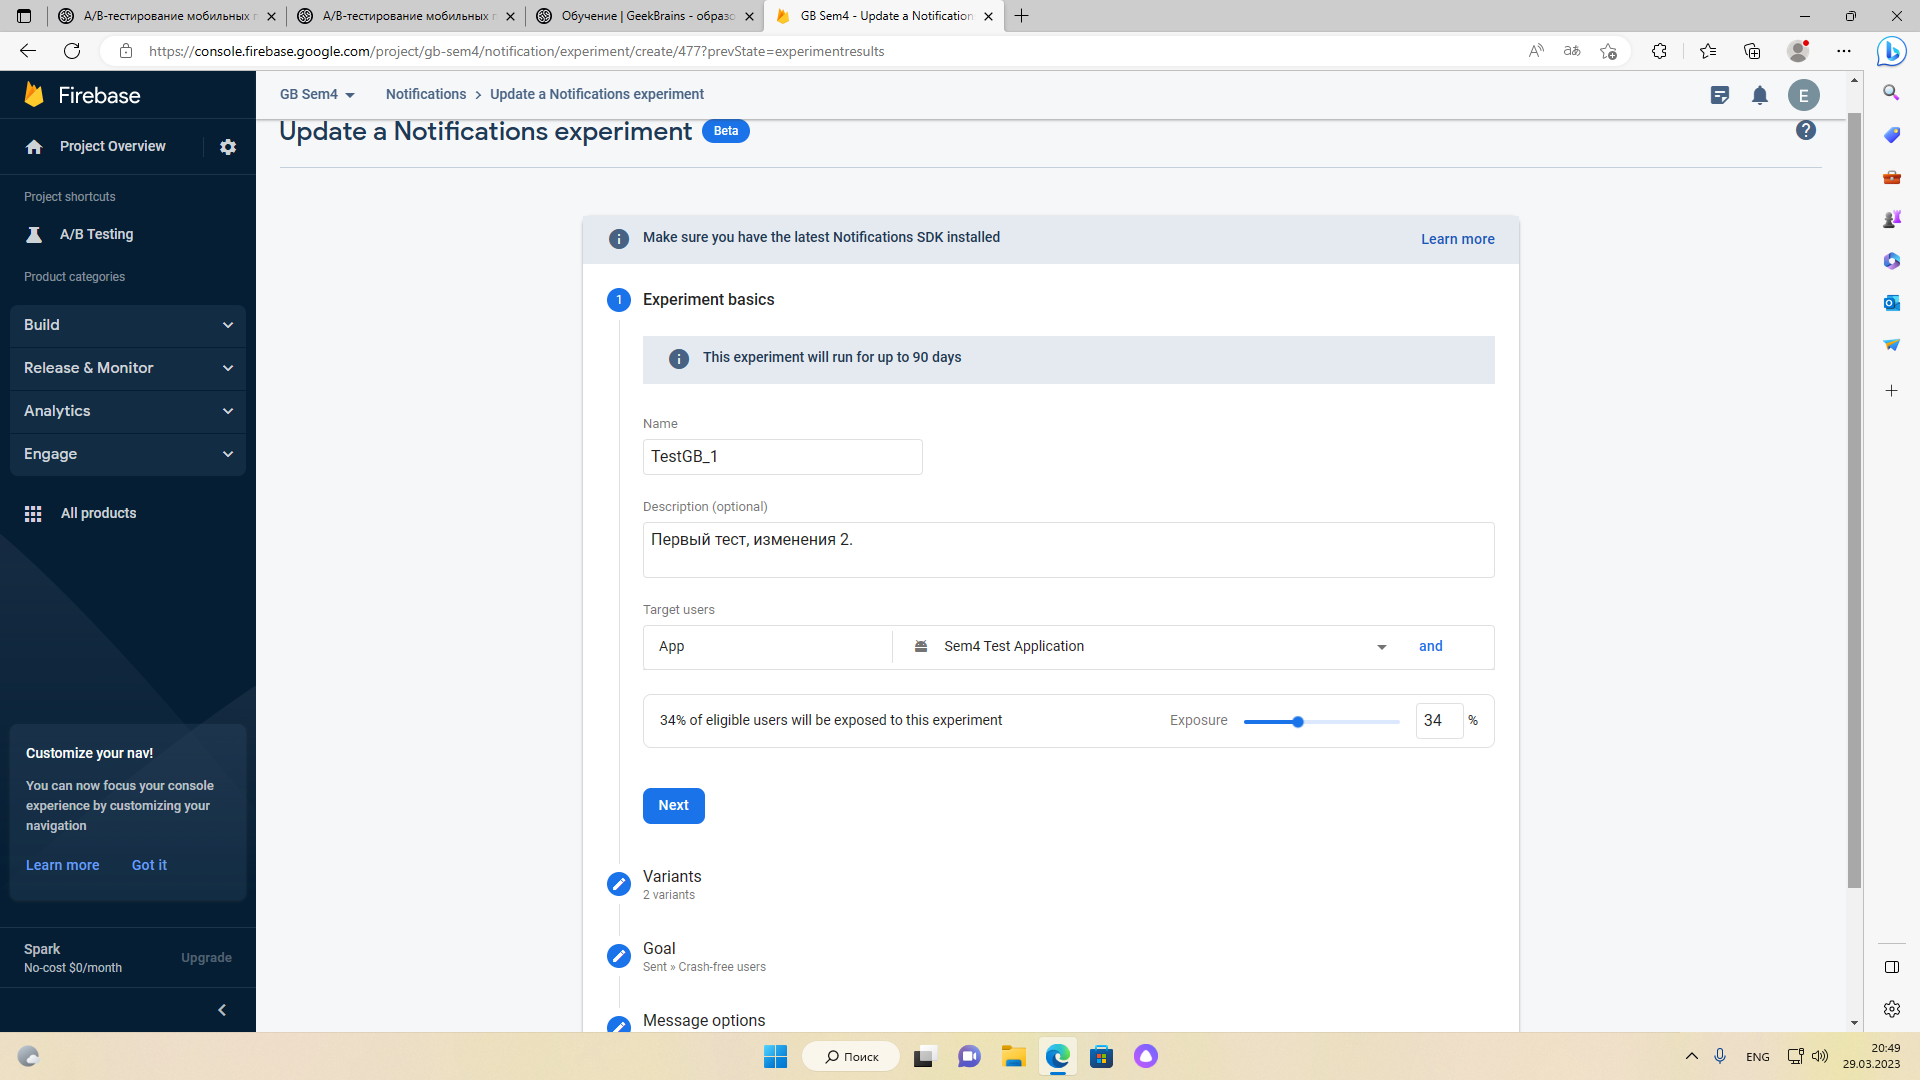 А/В-тестирование мобильных п
А/В-тестирование мобильных п
Обучение | GeekBrains - образо
GB Sem4 - Update a Notification
https://console.firebase.google.com/project/gb-sem4/notification/experiment/create/477?prevState=experimentresults
Firebase
GB Sem4
Notifications > Update a Notifications experiment
E
Update a Notifications experiment Beta
Project Overview
Project shortcuts
A/B Testing
Product categories
Build
Release & Monitor
Analytics
Engage
All products
Customize your nav!
You can now focus your console
experience by customizing your
navigation
Learn more Got it
Spark
No-cost $0/month
Upgrade
Make sure you have the latest Notifications SDK installed
Learn more
1 Experiment basics
This experiment will run for up to 90 days
Name
TestGB_1
Description (optional)
Первый тест, изменения 2.
Target users
App Sem4 Test Application and
34% of eligible users will be exposed to this experiment Exposure 34 %
Next
Variants
2 variants
Goal
Sent » Crash-free users
Message options
Поиск
ENG
20:49
29.03.2023